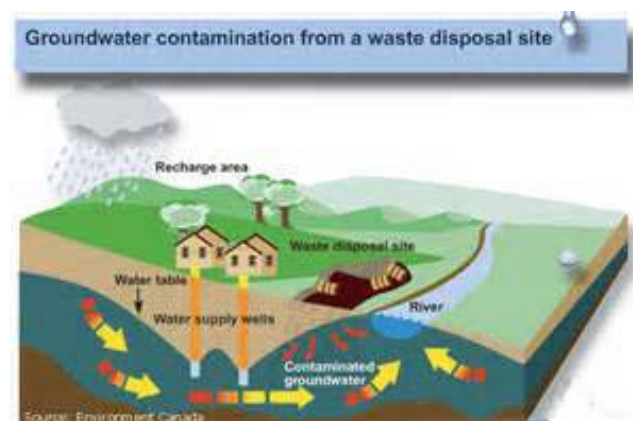 Groundwater contamination from a waste disposal site
Recharge area
Waste disposal site
Water table
River
Water supply wells
Contaminated
groundwater
Source: Environment Canada